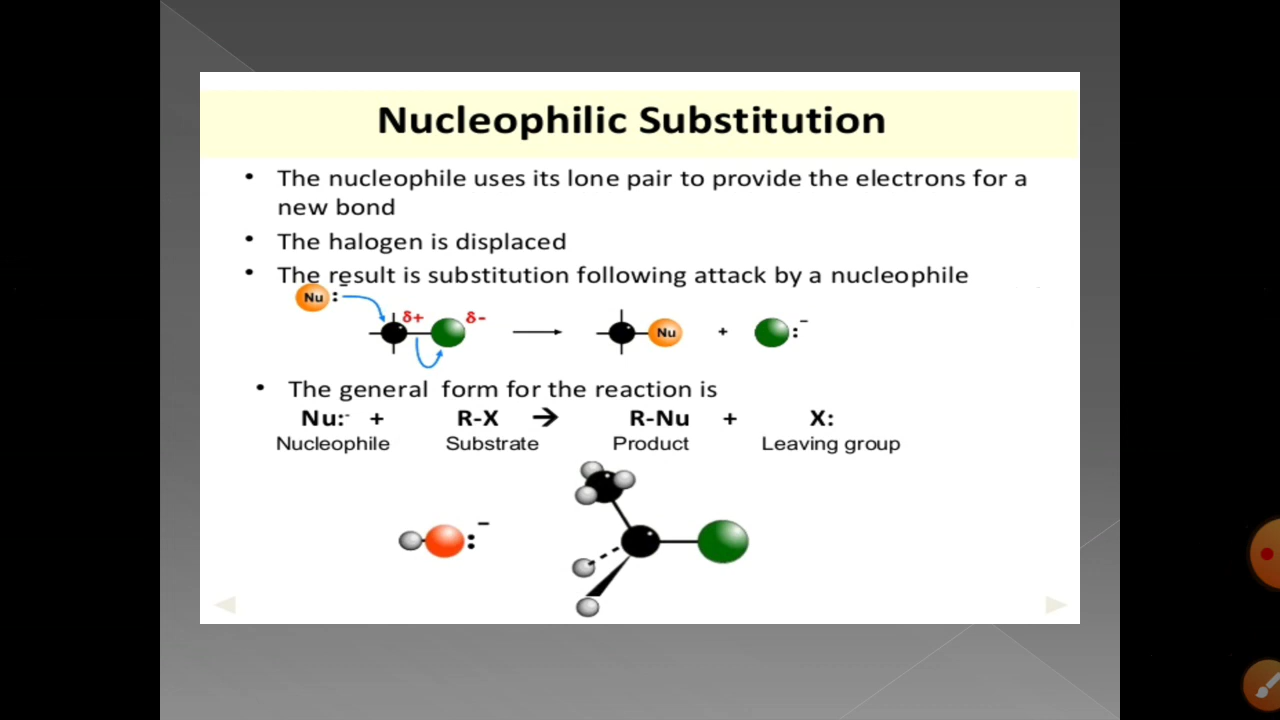 Nucleophilic Substitution
• The nucleophile uses its lone pair to provide the electrons for a
new bond
• The halogen is displaced
• The result is substitution following attack by a nucleophile
Nu :-
δ+ δ-
Nu + :-
• The general form for the reaction is
Nu:- + R-X → R-Nu + X:
Nucleophile Substrate Product Leaving group
:-